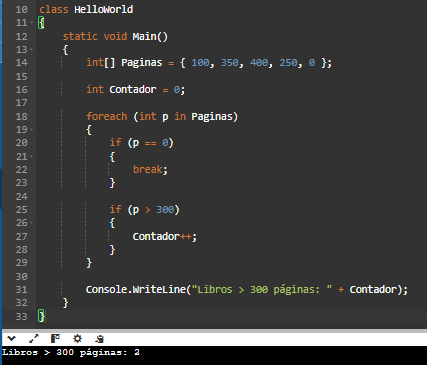 10 class HelloWorld
11 {
12     static void Main()
13     {
14         int[] Paginas = { 100, 350, 400, 250, 0 };
15
16         int Contador = 0;
17
18         foreach (int p in Paginas)
19         {
20             if (p == 0)
21             {
22                 break;
23             }
24
25             if (p > 300)
26             {
27                 Contador++;
28             }
29         }
30
31         Console.WriteLine("Libros > 300 páginas: " + Contador);
32     }
33 }
Libros > 300 páginas: 2